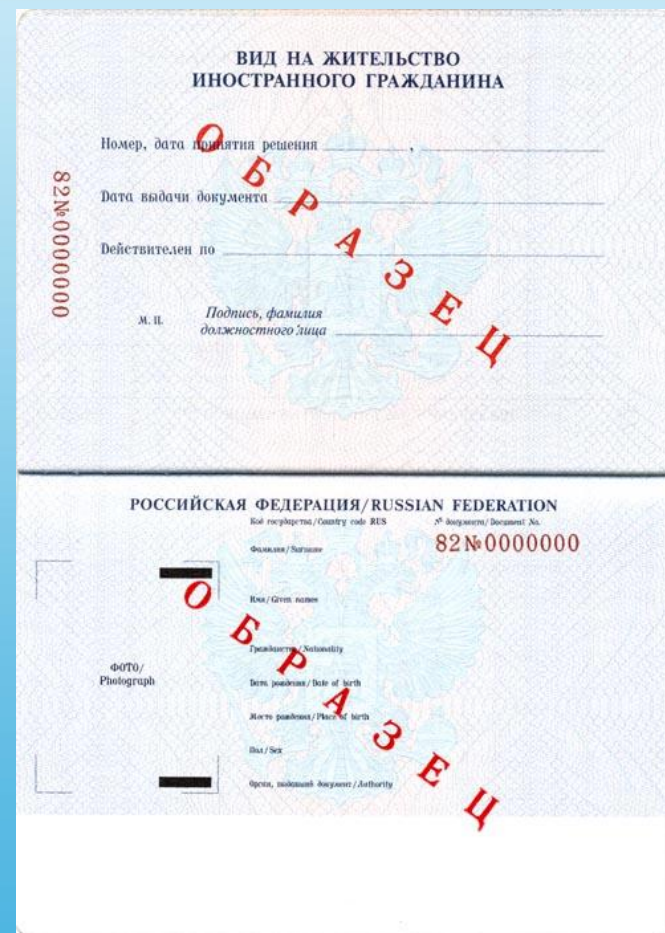 ВИД НА ЖИТЕЛЬСТВО
ИНОСТРАННОГО ГРАЖДАНИНА
Номер, дата принятия решения ,
Дата выдачи документа
Действителен по
М. П.
Подпись, фамилия
должностного лица
82№0000000
ОБРАЗЕЦ
РОССИЙСКАЯ ФЕДЕРАЦИЯ/RUSSIAN FEDERATION
Код государства/Country code RUS
№ документа/Document No.
82№0000000
Фамилия/Surname
Имя/Given names
Гражданство/Nationality
ФОТО/
Photograph
Дата рождения/Date of birth
Место рождения/Place of birth
Пол/Sex
Орган, выдавший документ/Authority
ОБРАЗЕЦ